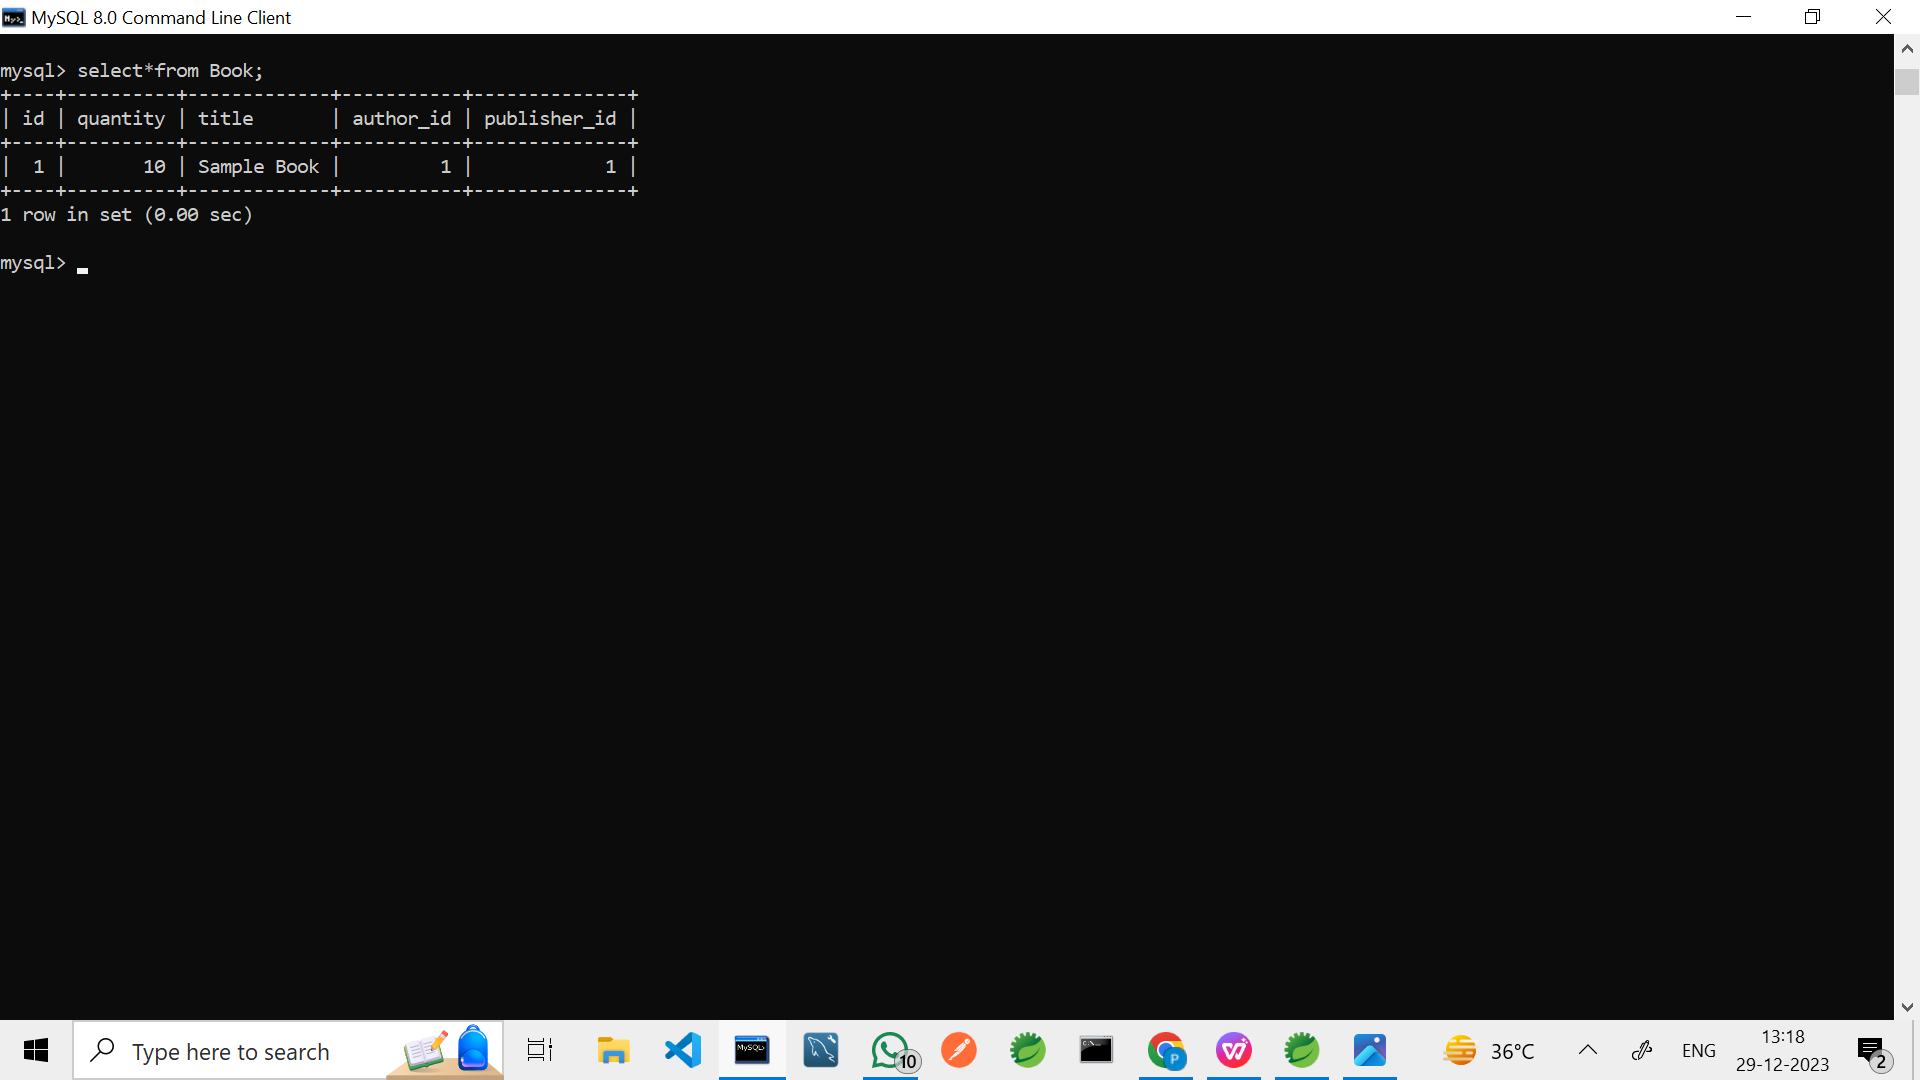 MySQL 8.0 Command Line Client
mysql> select*from Book;
+----+----------+-------------+-----------+--------------+
| id | quantity | title       | author_id | publisher_id |
+----+----------+-------------+-----------+--------------+
|  1 |       10 | Sample Book |         1 |            1 |
+----+----------+-------------+-----------+--------------+
1 row in set (0.00 sec)
mysql>
Type here to search
MySQL>
10
C:\_
P
W
36°C
ENG
13:18
29-12-2023
2